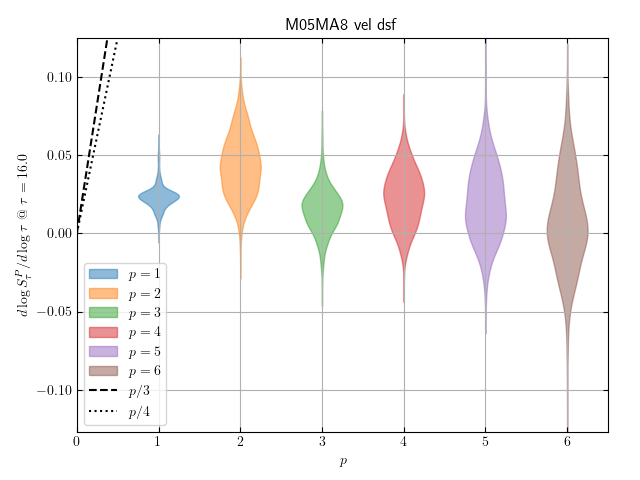 M05MA8 vel dsf
d log S_τ^P / d log τ @ τ = 16.0
0.10
0.05
0.00
−0.05
−0.10
p = 1
p = 2
p = 3
p = 4
p = 5
p = 6
p/3
p/4
0 1 2 3 4 5 6
p